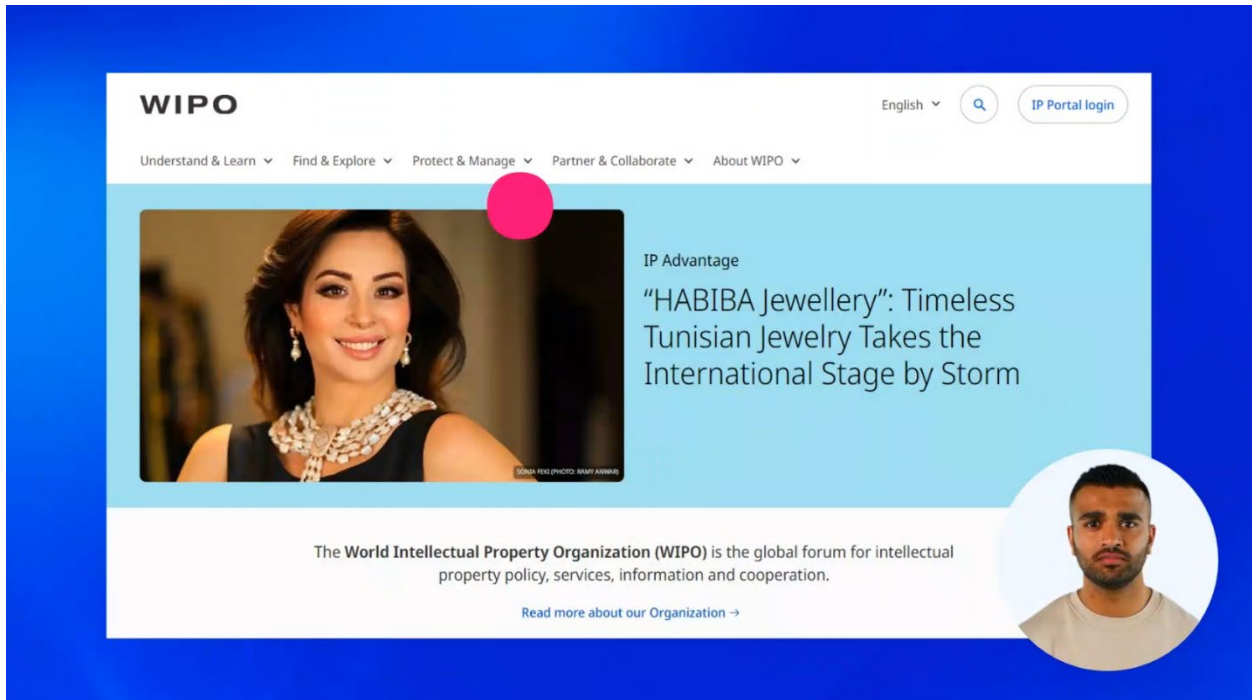 WIPO
English
IP Portal login
Understand & Learn Find & Explore Protect & Manage Partner & Collaborate About WIPO
SONIA FEKI (PHOTO: RAMY ANWAR)
IP Advantage
“HABIBA Jewellery”: Timeless
Tunisian Jewelry Takes the
International Stage by Storm
The World Intellectual Property Organization (WIPO) is the global forum for intellectual
property policy, services, information and cooperation.
Read more about our Organization →